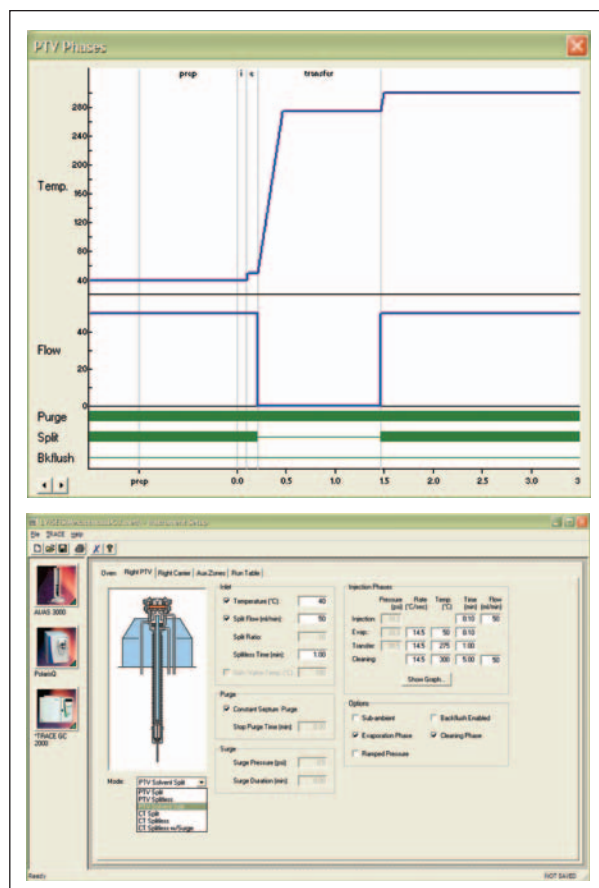 PTV Phases
prep i e transfer
280
240
200
160
120
80
40
Temp.
40
20
0
Flow
Purge
Split
Bkflush
prep 0.0 0.5 1.0 1.5 2.0 2.5 3.0 3
Instrument Setup
File TRACE Help
Oven Right PTV Right Carrier Aux Zones Run Table
AI/AS 3000
PolarisQ
*TRACE GC
2000
Mode: PTV Solvent Split
PTV Split
PTV Splitless
PTV Solvent Split
CT Split
CT Splitless
CT Splitless w/Surge
Inlet
Temperature (°C) 40
Split Flow (ml/min) 50
Split Ratio:
Splitless Time (min): 1.00
Purge
Constant Septum Purge
Stop Purge Time (min):
Surge
Surge Pressure (psi)
Surge Duration (min)
Injection Phases
Pressure (psi) Rate (°C/sec) Temp. (°C) Time (min) Flow (ml/min)
Injection: 0.10 50
Evap.: 14.5 50 0.10
Transfer: 14.5 275 1.00
Cleaning: 14.5 300 5.00 50
Show Graph...
Options
Sub-ambient Backflush Enabled
Evaporation Phase Cleaning Phase
Ramped Pressure
Ready NOT SAVED